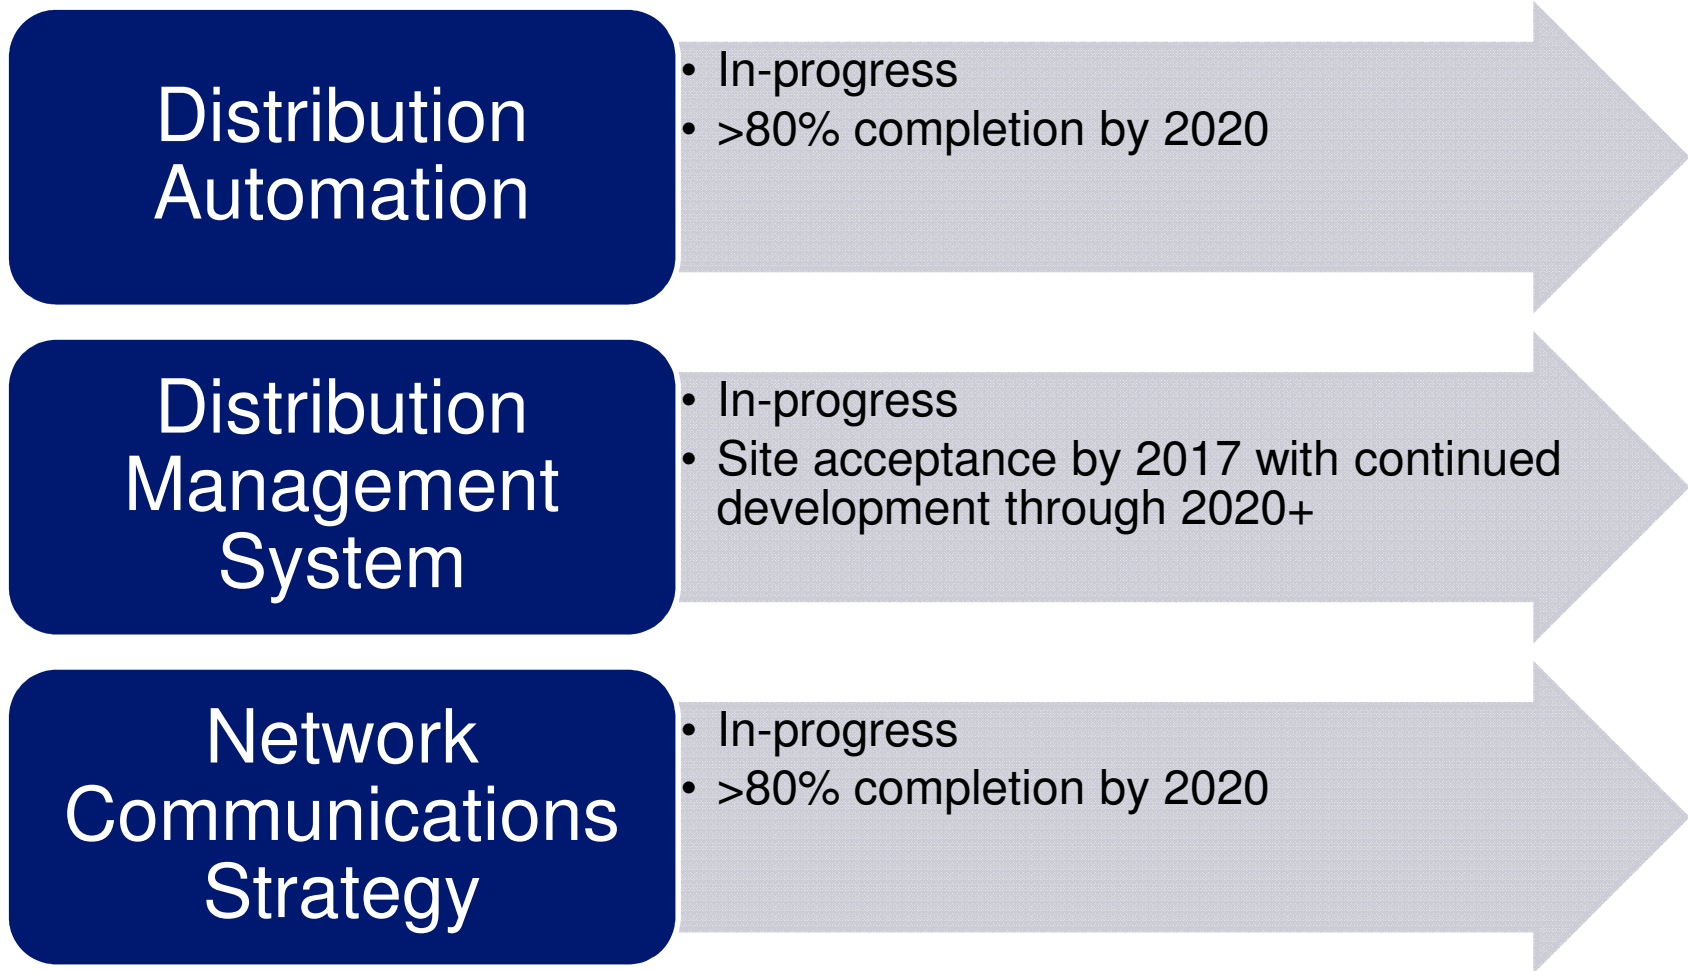 Distribution
Automation
• In-progress
• >80% completion by 2020
Distribution
Management
System
• In-progress
• Site acceptance by 2017 with continued
development through 2020+
Network
Communications
Strategy
• In-progress
• >80% completion by 2020